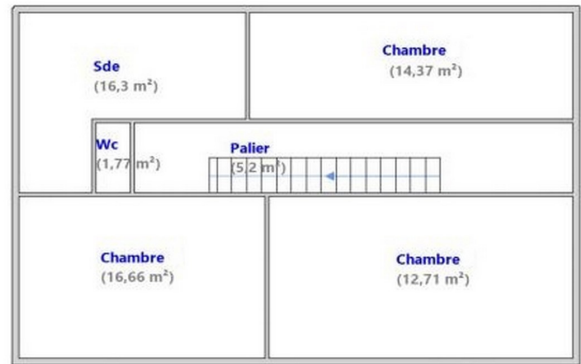 Sde
(16,3 m²)
Chambre
(14,37 m²)
Wc
(1,77 m²)
Palier
(5,2 m²)
Chambre
(16,66 m²)
Chambre
(12,71 m²)